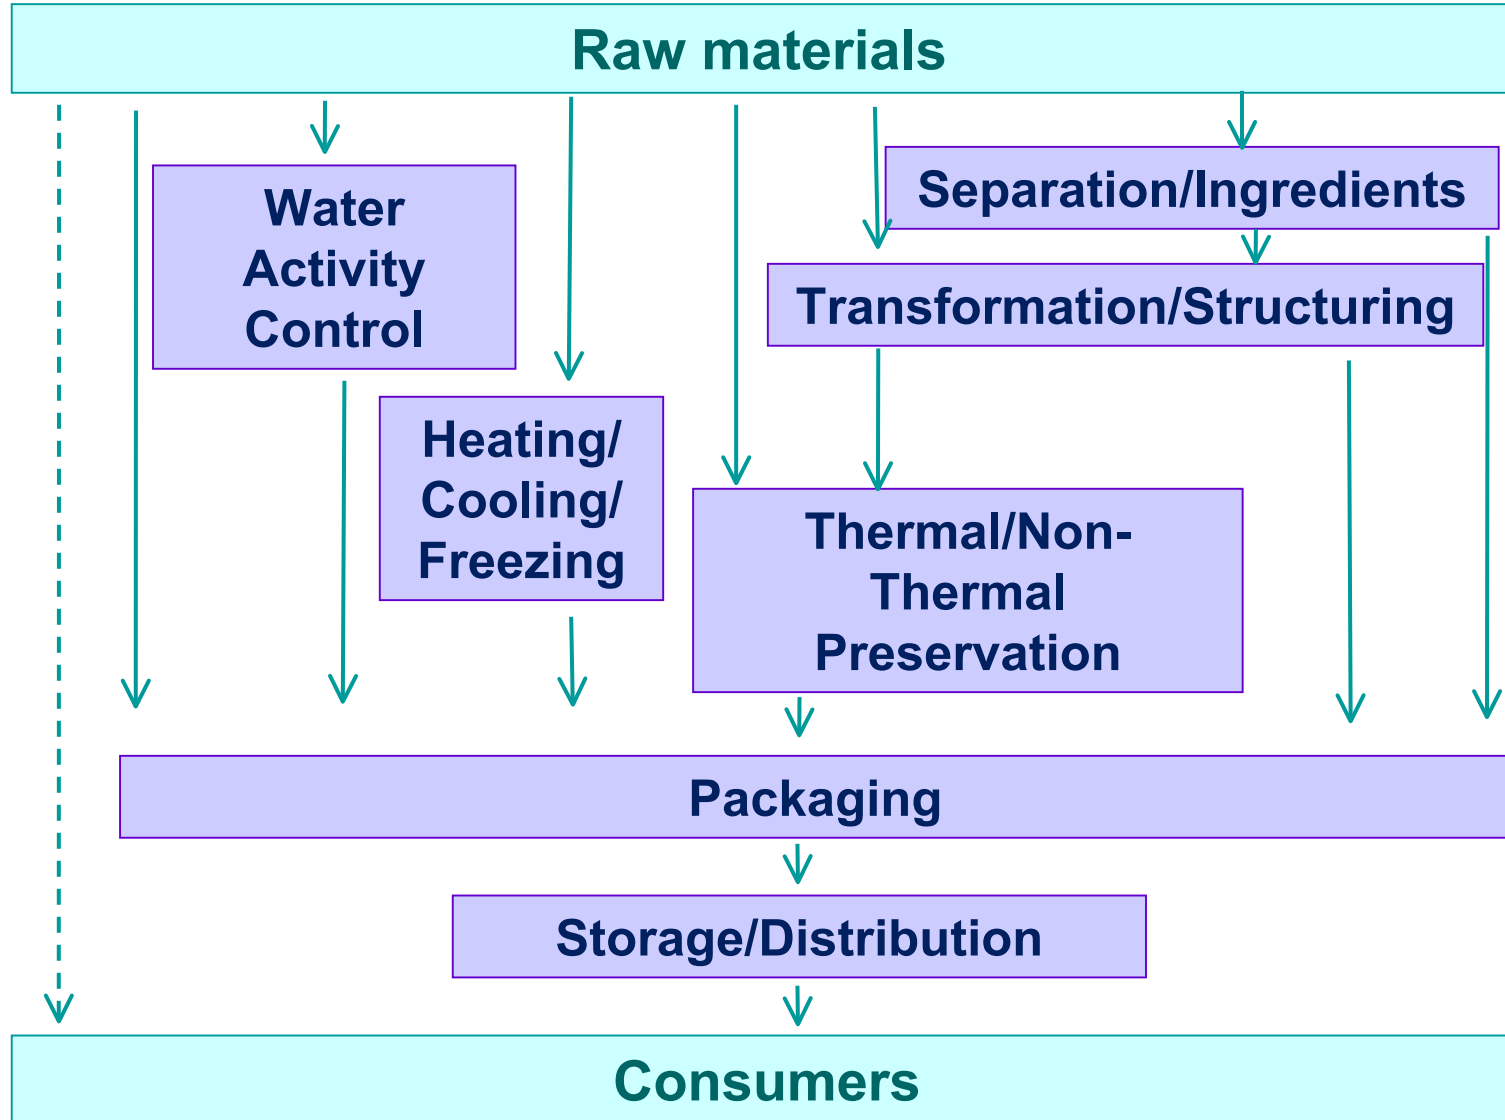 Raw materials
Water
Activity
Control
Separation/Ingredients
Transformation/Structuring
Heating/
Cooling/
Freezing
Thermal/Non-
Thermal
Preservation
Packaging
Storage/Distribution
Consumers